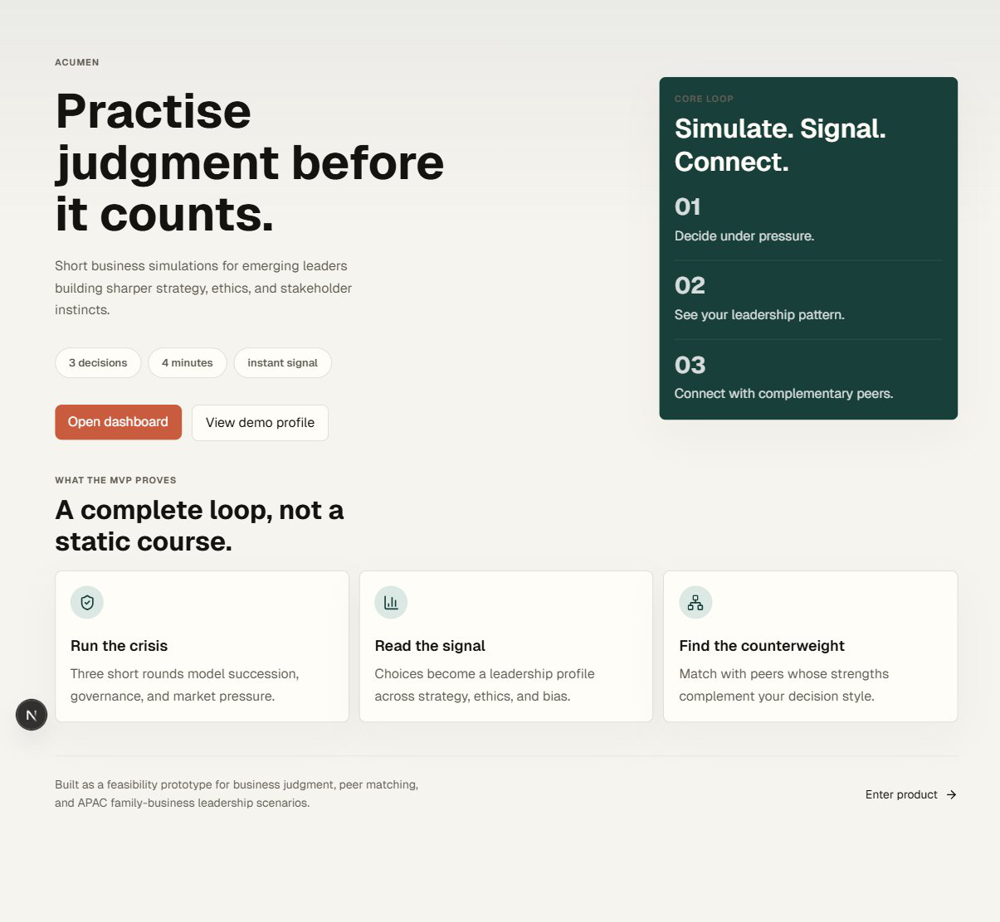 ACUMEN
Practise
judgment before
it counts.
Short business simulations for emerging leaders
building sharper strategy, ethics, and stakeholder
instincts.
3 decisions
4 minutes
instant signal
Open dashboard
View demo profile
CORE LOOP
Simulate. Signal.
Connect.
01
Decide under pressure.
02
See your leadership pattern.
03
Connect with complementary peers.
WHAT THE MVP PROVES
A complete loop, not a
static course.
Run the crisis
Three short rounds model succession,
governance, and market pressure.
Read the signal
Choices become a leadership profile
across strategy, ethics, and bias.
Find the counterweight
Match with peers whose strengths
complement your decision style.
N
Built as a feasibility prototype for business judgment, peer matching,
and APAC family-business leadership scenarios.
Enter product